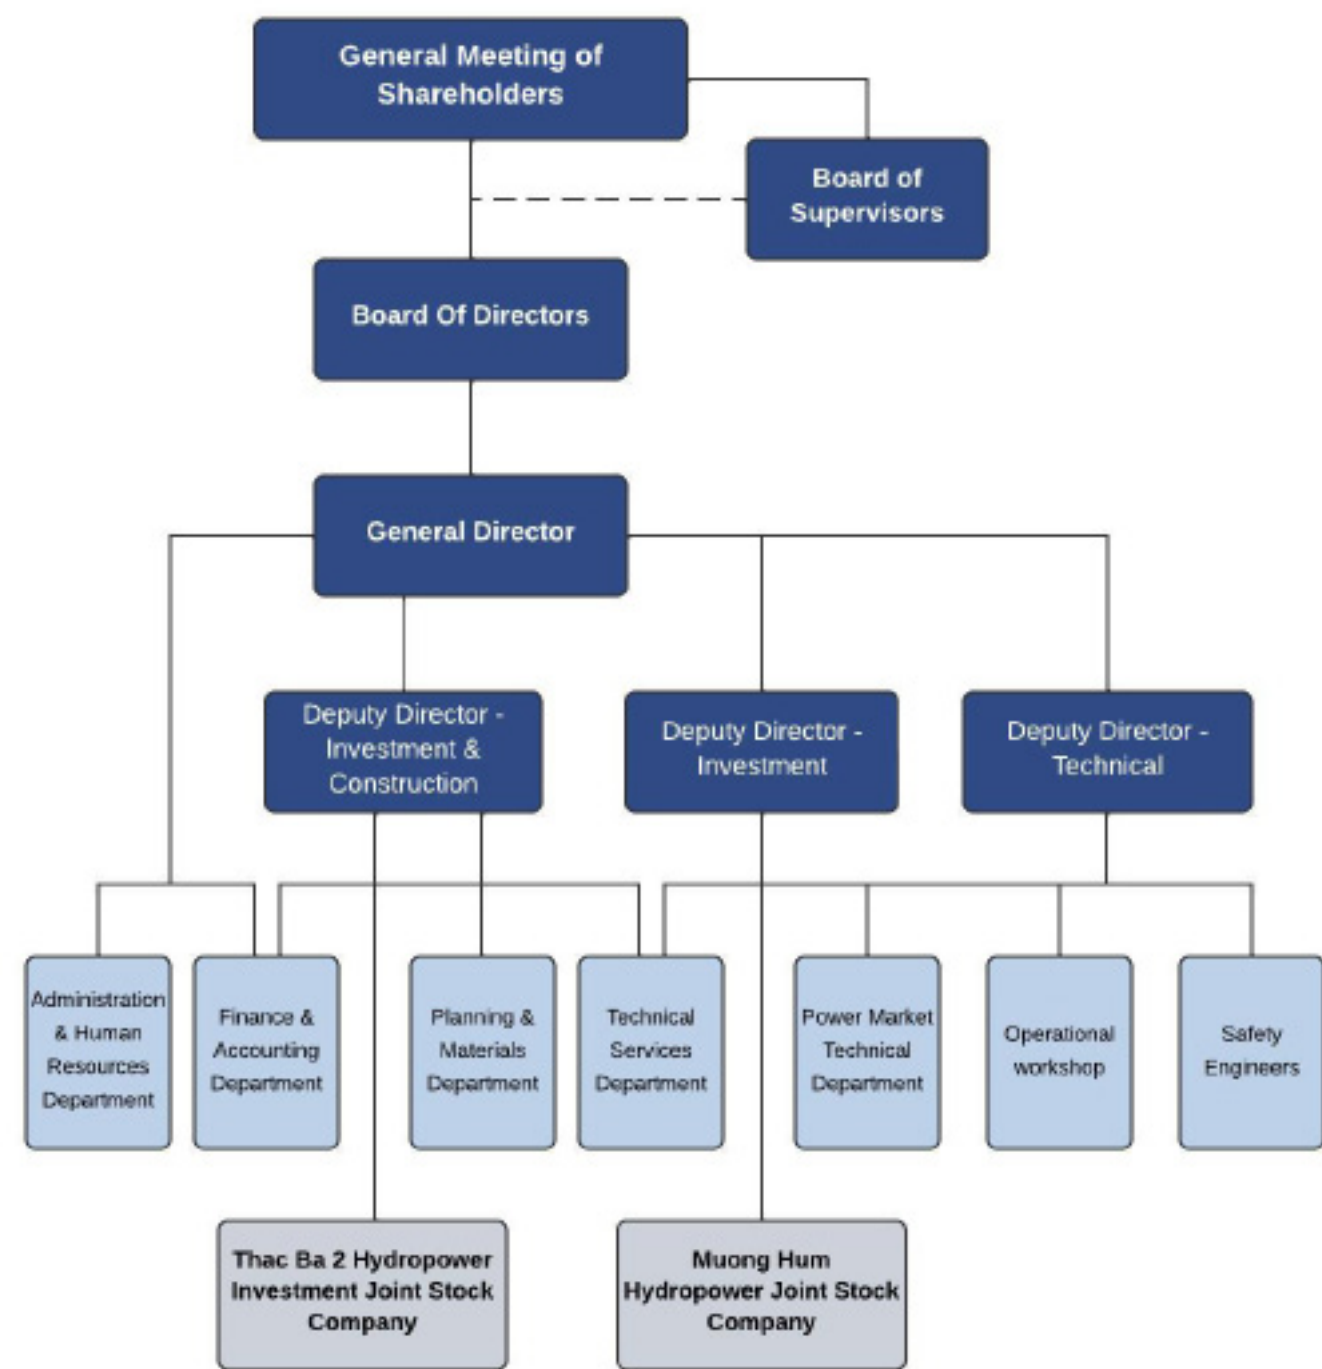 General Meeting of
Shareholders
Board of
Supervisors
Board Of Directors
General Director
Deputy Director -
Investment &
Construction
Deputy Director -
Investment
Deputy Director -
Technical
Administration
& Human
Resources
Department
Finance &
Accounting
Department
Planning &
Materials
Department
Technical
Services
Department
Power Market
Technical
Department
Operational
workshop
Safety
Engineers
Thac Ba 2 Hydropower
Investment Joint Stock
Company
Muong Hum
Hydropower Joint Stock
Company